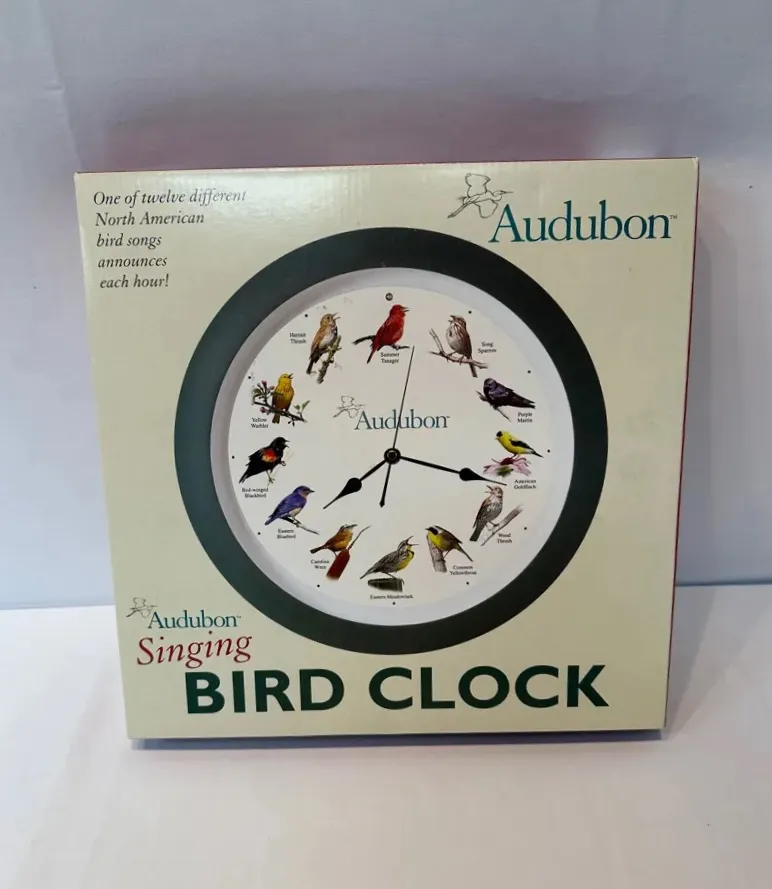 One of twelve different
North American
bird songs
announces
each hour!
Audubon™
Hermit
Thrush
Summer
Tanager
Song
Sparrow
Yellow
Warbler
Audubon
Purple
Martin
Red-winged
Blackbird
American
Goldfinch
Eastern
Bluebird
Wood
Thrush
Carolina
Wren
Common
Yellowthroat
Eastern Meadowlark
Audubon
Singing
BIRD CLOCK